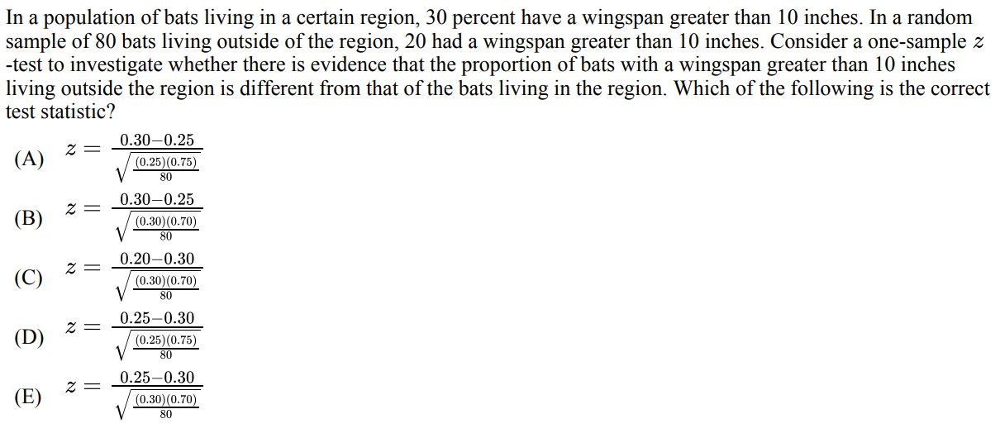 In a population of bats living in a certain region, 30 percent have a wingspan greater than 10 inches. In a random
sample of 80 bats living outside of the region, 20 had a wingspan greater than 10 inches. Consider a one-sample z
-test to investigate whether there is evidence that the proportion of bats with a wingspan greater than 10 inches
living outside the region is different from that of the bats living in the region. Which of the following is the correct
test statistic?
(A) z = \frac{0.30−0.25}{\sqrt{\frac{(0.25)(0.75)}{80}}}
(B) z = \frac{0.30−0.25}{\sqrt{\frac{(0.30)(0.70)}{80}}}
(C) z = \frac{0.20−0.30}{\sqrt{\frac{(0.30)(0.70)}{80}}}
(D) z = \frac{0.25−0.30}{\sqrt{\frac{(0.25)(0.75)}{80}}}
(E) z = \frac{0.25−0.30}{\sqrt{\frac{(0.30)(0.70)}{80}}}